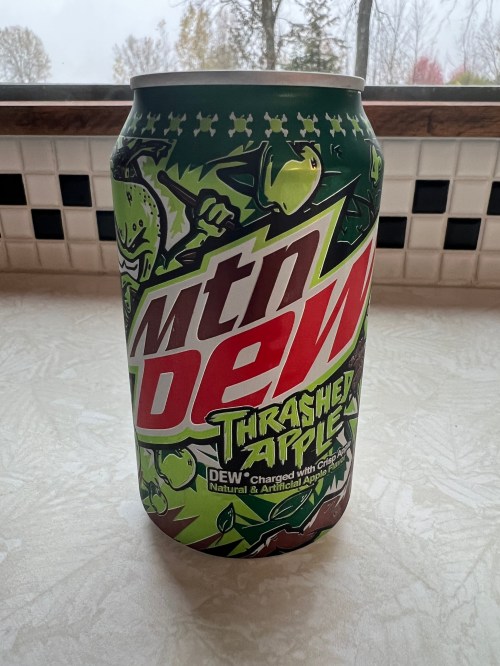 mtn
Dew
THRASHED
APPLE
DEW® Charged with Crisp
Natural & Artificial Apple